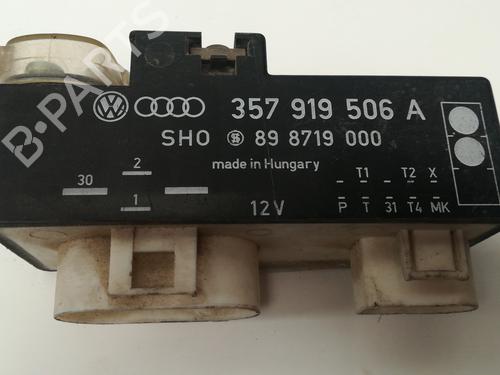 B-PARTS
357 919 506 A
SHO 89 8719 000
made in Hungary
2
30
1
12V
T1 T2 X
P T 31 T4 MK